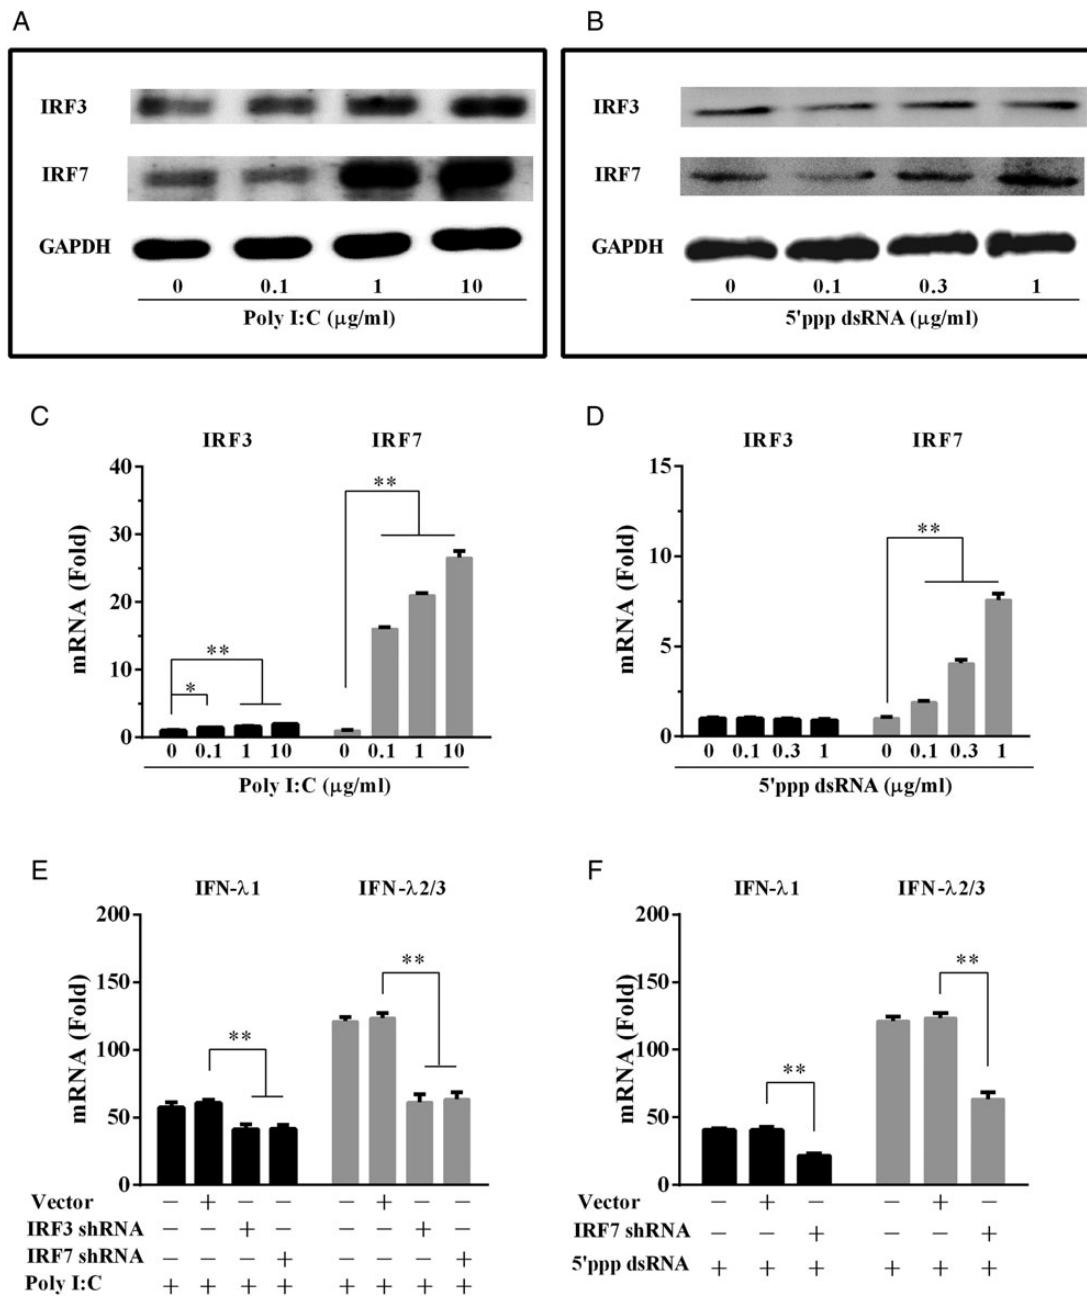 A
IRF3
IRF7
GAPDH
0 0.1 1 10
Poly I:C (μg/ml)
B
IRF3
IRF7
GAPDH
0 0.1 0.3 1
5'ppp dsRNA (μg/ml)
C
IRF3 IRF7
mRNA (Fold)
40
30
20
10
0
* ** **
0 0.1 1 10 0 0.1 1 10
Poly I:C (μg/ml)
D
IRF3 IRF7
mRNA (Fold)
15
10
5
0
**
0 0.1 0.3 1 0 0.1 0.3 1
5'ppp dsRNA (μg/ml)
E
IFN-λ1 IFN-λ2/3
mRNA (Fold)
200
150
100
50
0
** **
Vector − + − − − + − −
IRF3 shRNA − − + − − − + −
IRF7 shRNA − − − + − − − +
Poly I:C + + + + + + + +
F
IFN-λ1 IFN-λ2/3
mRNA (Fold)
200
150
100
50
0
** **
Vector − + − − + −
IRF7 shRNA − − + − − +
5'ppp dsRNA + + + + + +